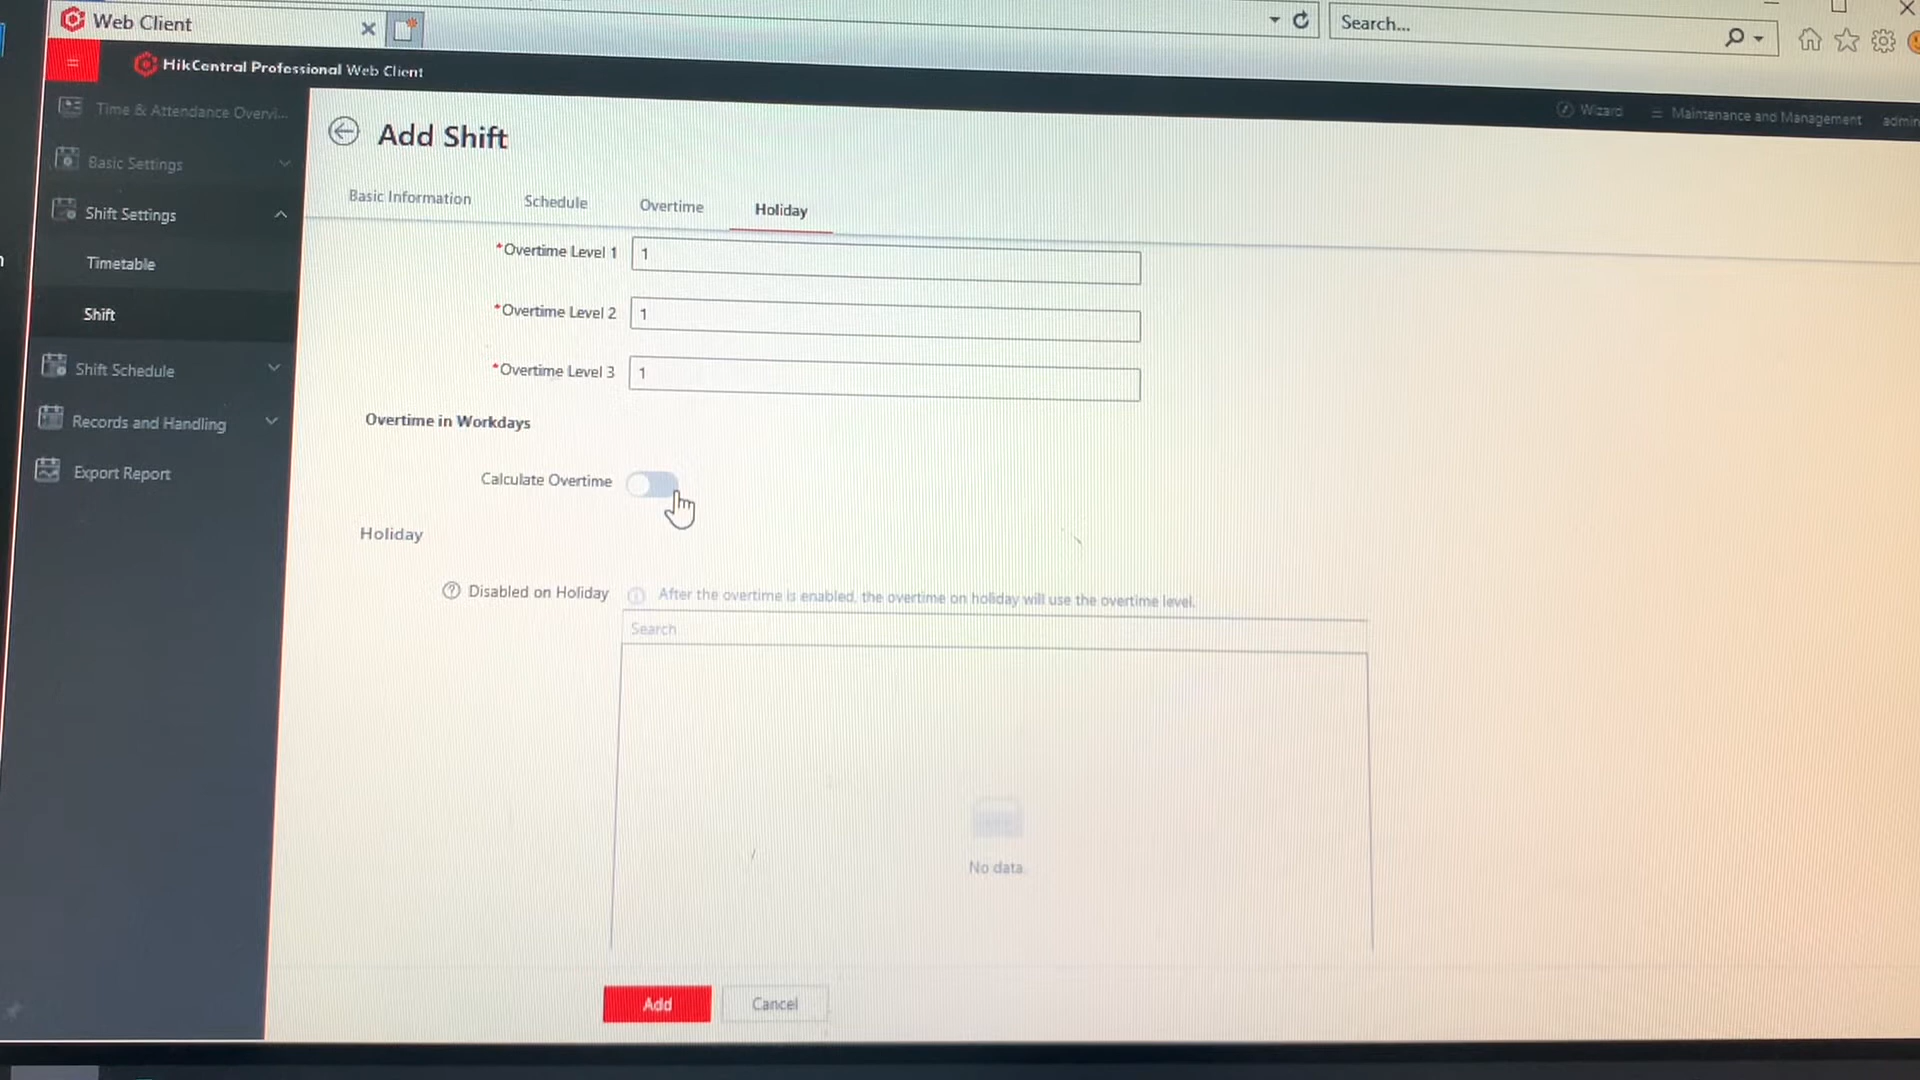 Web Client
Search...
HikCentral Professional Web Client
Wizard
Maintenance and Management
admin
Time & Attendance Overvi...
Basic Settings
Shift Settings
Timetable
Shift
Shift Schedule
Records and Handling
Export Report
Add Shift
Basic Information
Schedule
Overtime
Holiday
*Overtime Level 1
1
*Overtime Level 2
1
*Overtime Level 3
1
Overtime in Workdays
Calculate Overtime
Holiday
Disabled on Holiday
After the overtime is enabled, the overtime on holiday will use the overtime level.
Search
No data.
Add
Cancel